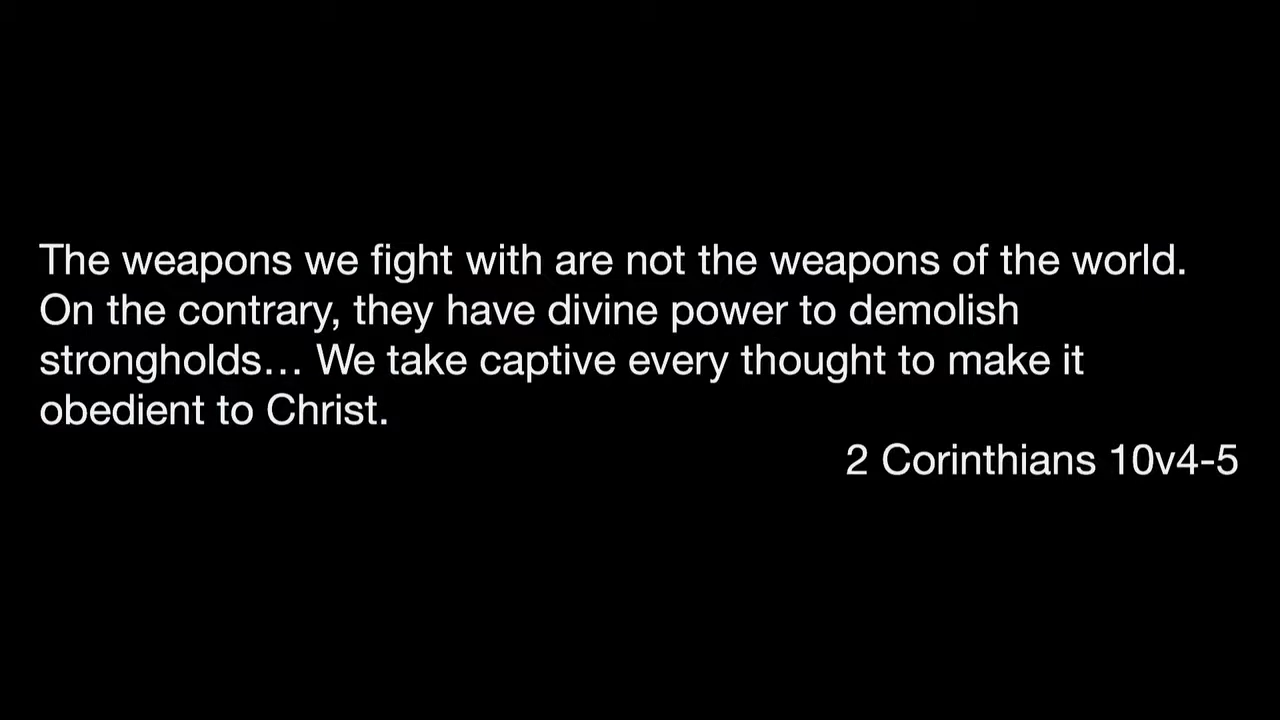 The weapons we fight with are not the weapons of the world.
On the contrary, they have divine power to demolish
strongholds… We take captive every thought to make it
obedient to Christ.
2 Corinthians 10v4-5